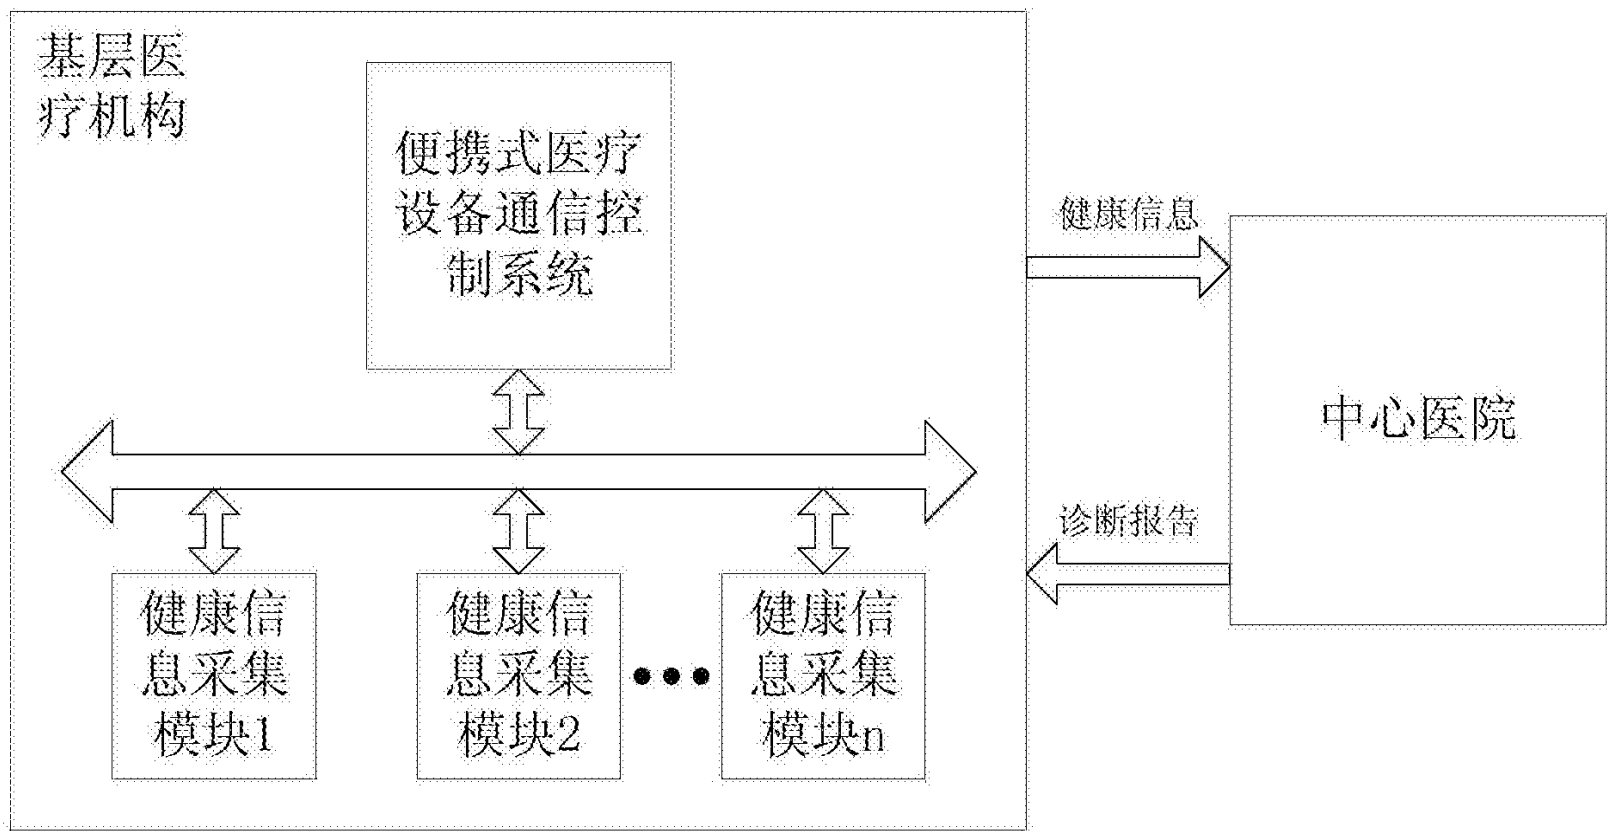 基层医
疗机构
便携式医疗
设备通信控
制系统
健康信息
中心医院
诊断报告
健康信
息采集
模块1
健康信
息采集
模块2
健康信
息采集
模块n